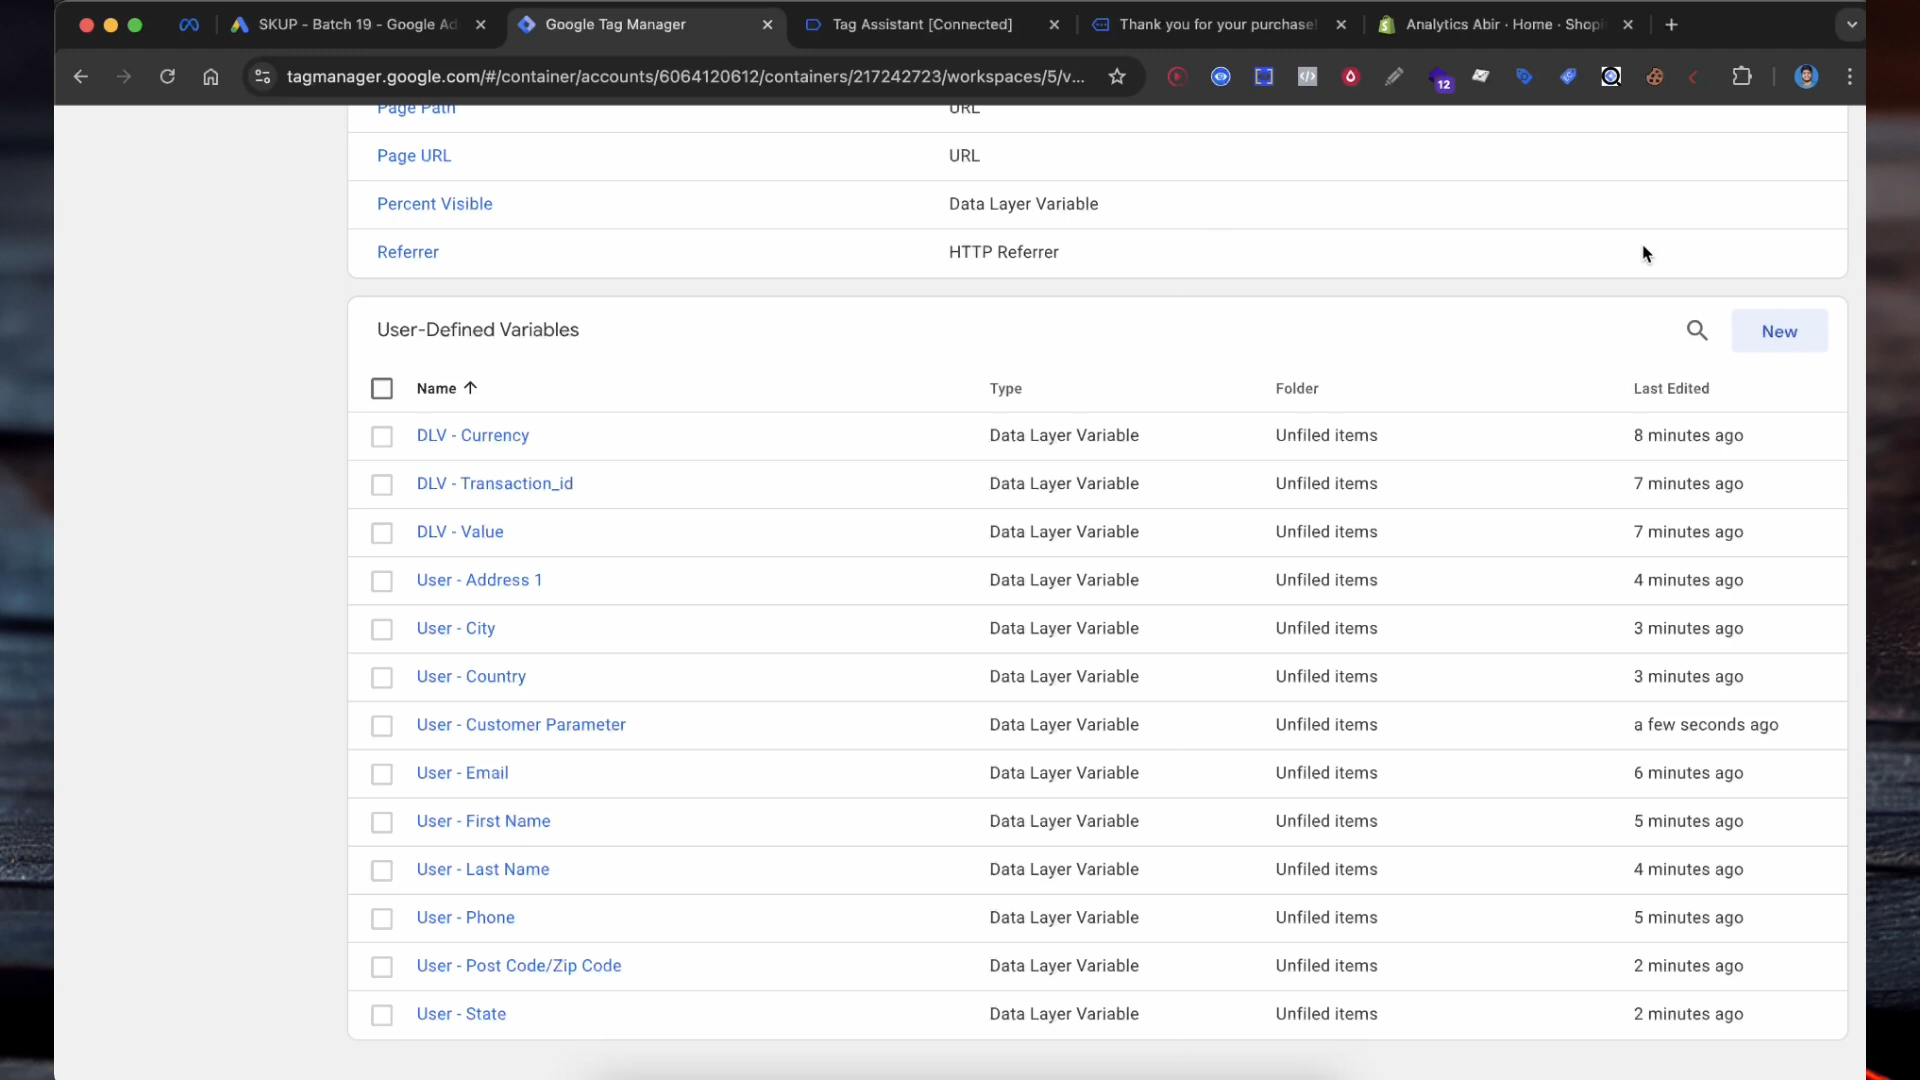 SKUP - Batch 19 - Google Ad
Google Tag Manager
Tag Assistant [Connected]
Thank you for your purchase!
Analytics Abir · Home · Shopi
tagmanager.google.com/#/container/accounts/6064120612/containers/217242723/workspaces/5/v...
12
Page Path URL
Page URL URL
Percent Visible Data Layer Variable
Referrer HTTP Referrer
User-Defined Variables
New
Name Type Folder Last Edited
DLV - Currency Data Layer Variable Unfiled items 8 minutes ago
DLV - Transaction_id Data Layer Variable Unfiled items 7 minutes ago
DLV - Value Data Layer Variable Unfiled items 7 minutes ago
User - Address 1 Data Layer Variable Unfiled items 4 minutes ago
User - City Data Layer Variable Unfiled items 3 minutes ago
User - Country Data Layer Variable Unfiled items 3 minutes ago
User - Customer Parameter Data Layer Variable Unfiled items a few seconds ago
User - Email Data Layer Variable Unfiled items 6 minutes ago
User - First Name Data Layer Variable Unfiled items 5 minutes ago
User - Last Name Data Layer Variable Unfiled items 4 minutes ago
User - Phone Data Layer Variable Unfiled items 5 minutes ago
User - Post Code/Zip Code Data Layer Variable Unfiled items 2 minutes ago
User - State Data Layer Variable Unfiled items 2 minutes ago